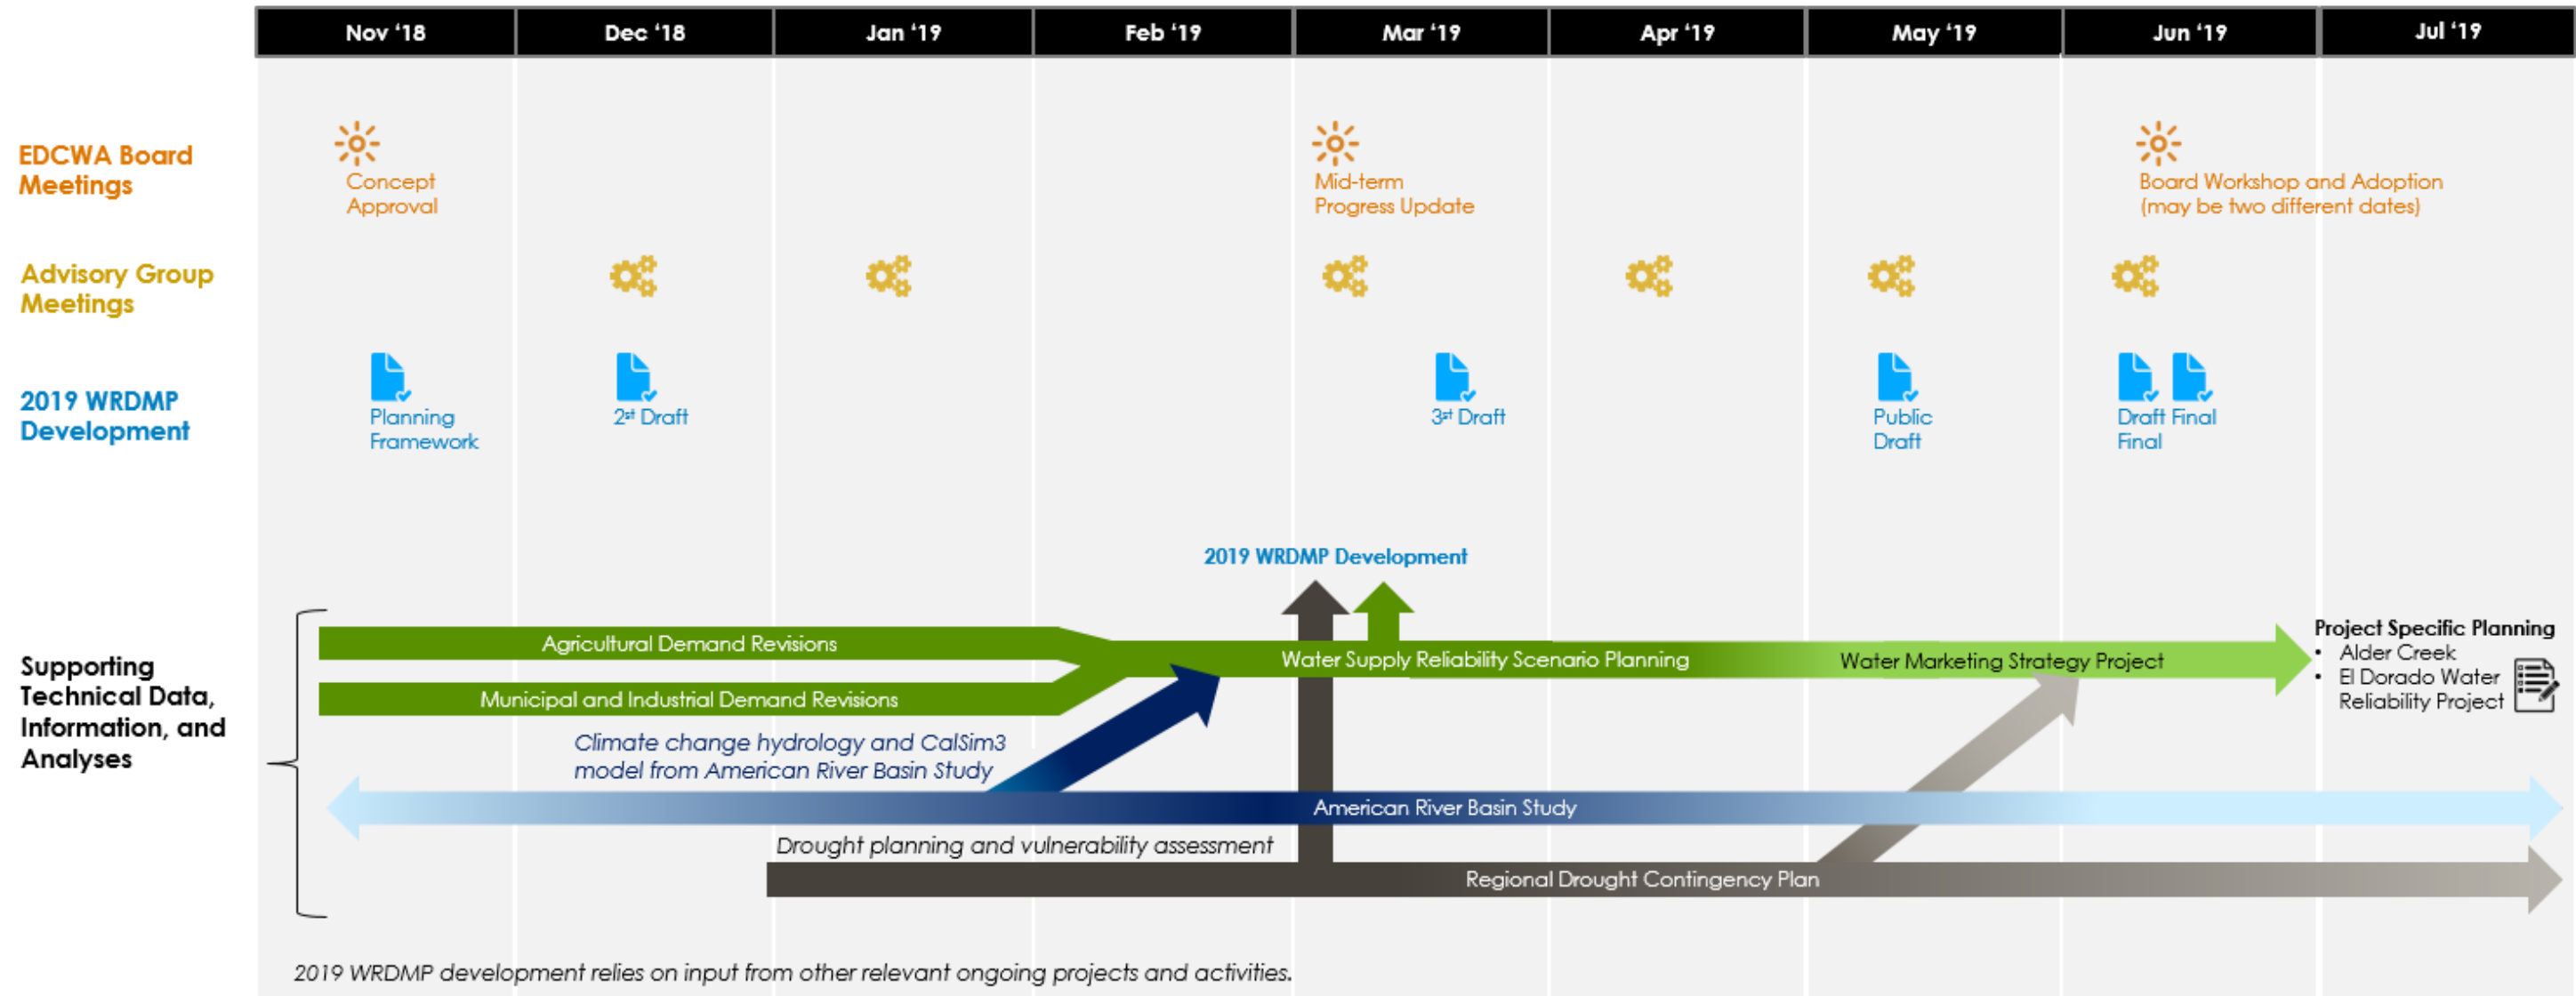 Nov ‘18
Dec ‘18
Jan ‘19
Feb ‘19
Mar ‘19
Apr ‘19
May ‘19
Jun ‘19
Jul ‘19
EDCWA Board
Meetings
Concept
Approval
Mid-term
Progress Update
Board Workshop and Adoption
(may be two different dates)
Advisory Group
Meetings
2019 WRDMP
Development
Planning
Framework
2st Draft
3st Draft
Public
Draft
Draft
Final
Final
2019 WRDMP Development
Supporting
Technical Data,
Information, and
Analyses
Agricultural Demand Revisions
Municipal and Industrial Demand Revisions
Water Supply Reliability Scenario Planning
Water Marketing Strategy Project
Project Specific Planning
• Alder Creek
• El Dorado Water
Reliability Project
Climate change hydrology and CalSim3
model from American River Basin Study
American River Basin Study
Drought planning and vulnerability assessment
Regional Drought Contingency Plan
2019 WRDMP development relies on input from other relevant ongoing projects and activities.